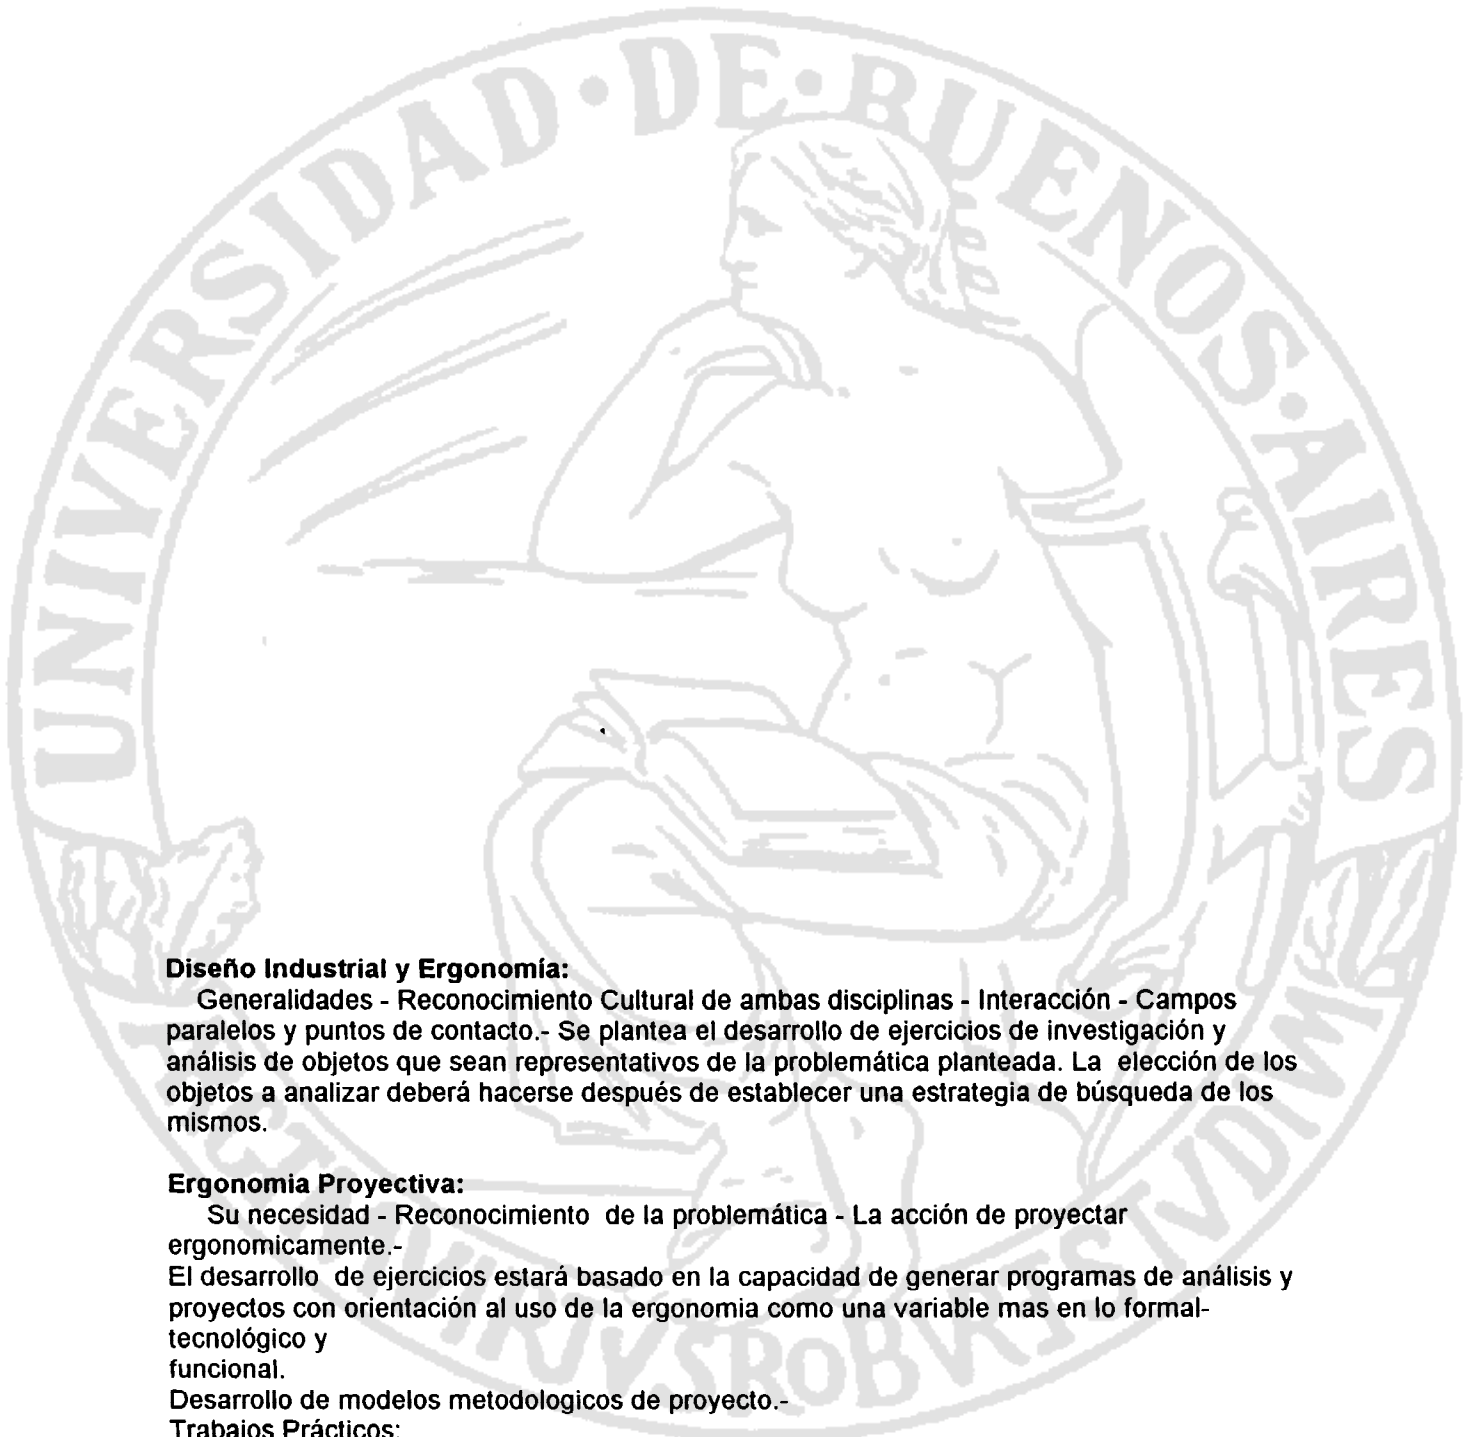 UNIVERSIDAD · DE · BUENOS · AIRES
Diseño Industrial y Ergonomía:
Generalidades - Reconocimiento Cultural de ambas disciplinas - Interacción - Campos
paralelos y puntos de contacto.- Se plantea el desarrollo de ejercicios de investigación y
análisis de objetos que sean representativos de la problemática planteada. La elección de los
objetos a analizar deberá hacerse después de establecer una estrategia de búsqueda de los
mismos.
Ergonomia Proyectiva:
Su necesidad - Reconocimiento de la problemática - La acción de proyectar
ergonomicamente.-
El desarrollo de ejercicios estará basado en la capacidad de generar programas de análisis y
proyectos con orientación al uso de la ergonomia como una variable mas en lo formal-
tecnológico y
funcional.
Desarrollo de modelos metodologicos de proyecto.-
Trabajos Prácticos:
VIRTVS ROBVR ET STVDIVM